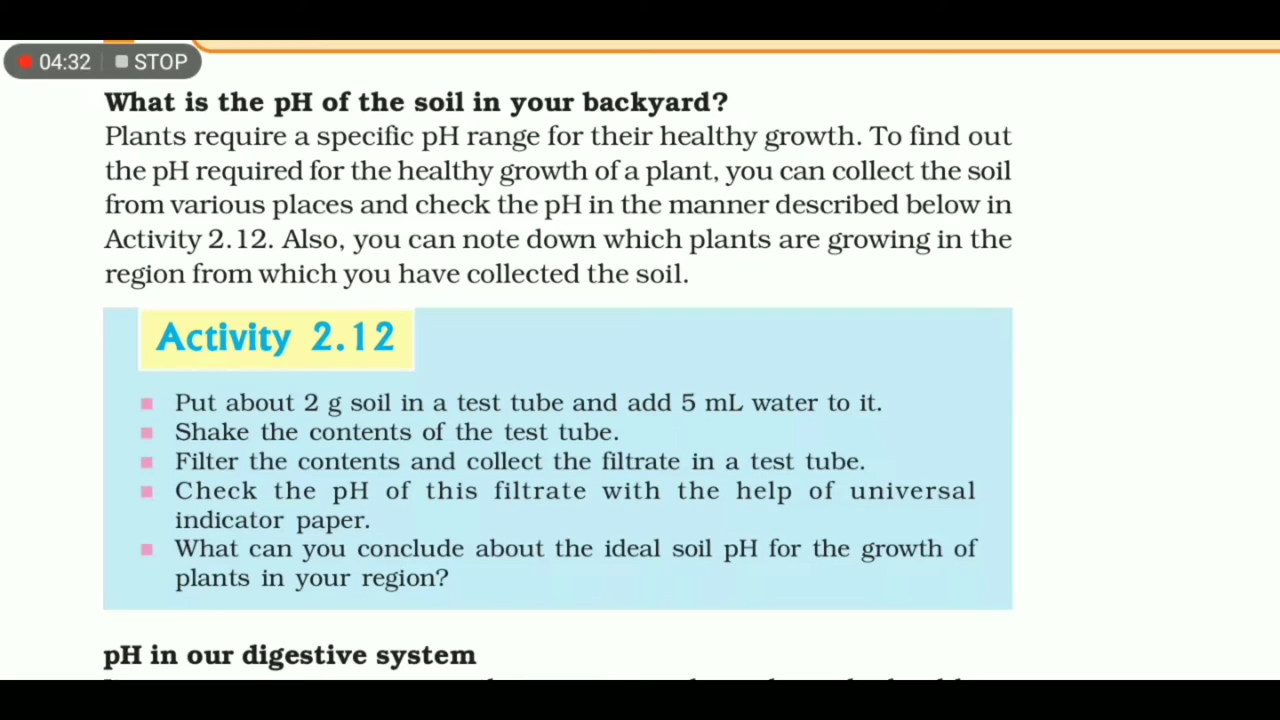 04:32 STOP
What is the pH of the soil in your backyard?
Plants require a specific pH range for their healthy growth. To find out
the pH required for the healthy growth of a plant, you can collect the soil
from various places and check the pH in the manner described below in
Activity 2.12. Also, you can note down which plants are growing in the
region from which you have collected the soil.
Activity 2.12
Put about 2 g soil in a test tube and add 5 mL water to it.
Shake the contents of the test tube.
Filter the contents and collect the filtrate in a test tube.
Check the pH of this filtrate with the help of universal
indicator paper.
What can you conclude about the ideal soil pH for the growth of
plants in your region?
pH in our digestive system